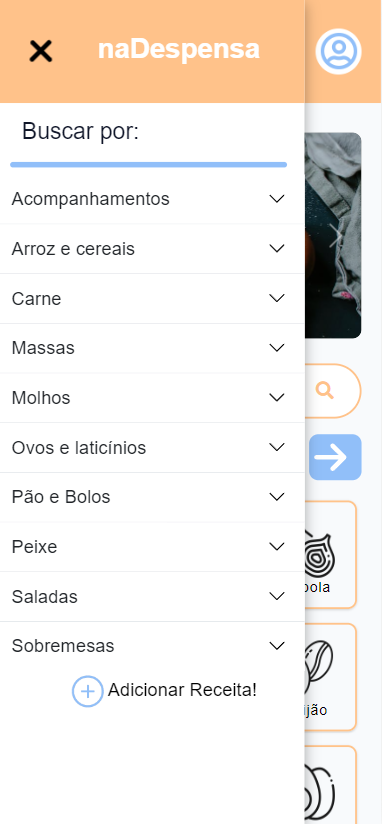 naDespensa
Buscar por:
Acompanhamentos
Arroz e cereais
Carne
Massas
Molhos
Ovos e laticínios
Pão e Bolos
Peixe
Saladas
Sobremesas
Adicionar Receita!
bola
ijão